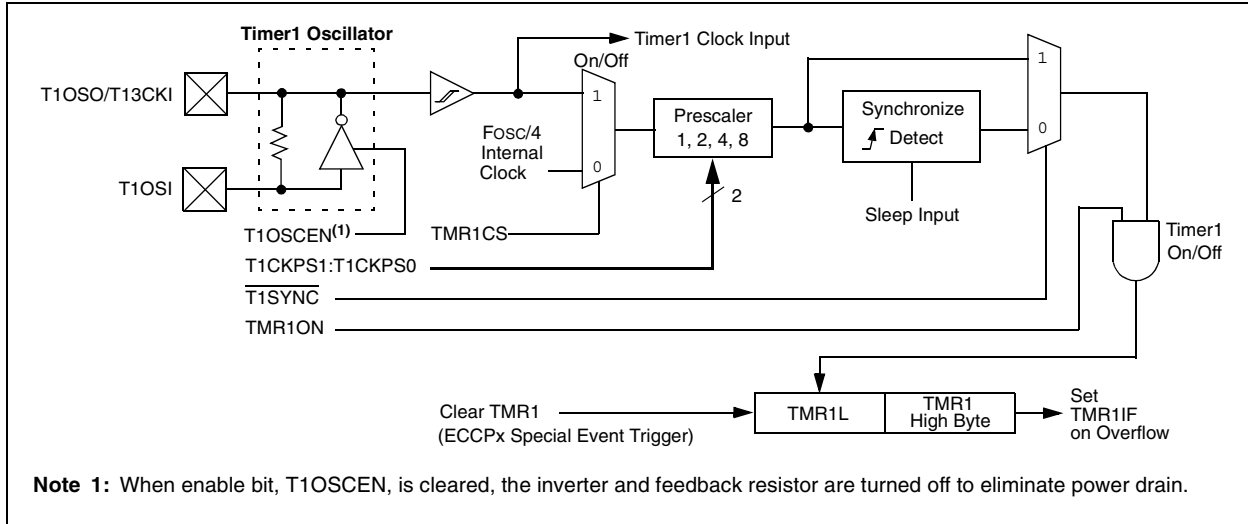 Timer1 Oscillator
Timer1 Clock Input
On/Off
1
T1OSO/T13CKI
FOSC/4
Internal
Clock
0
Prescaler
1, 2, 4, 8
Synchronize
Detect
1
0
T1OSI
2
Sleep Input
T1OSCEN(1)
TMR1CS
Timer1
On/Off
T1CKPS1:T1CKPS0
T1SYNC
TMR1ON
Clear TMR1
(ECCPx Special Event Trigger)
TMR1L
TMR1
High Byte
Set
TMR1IF
on Overflow
Note 1: When enable bit, T1OSCEN, is cleared, the inverter and feedback resistor are turned off to eliminate power drain.